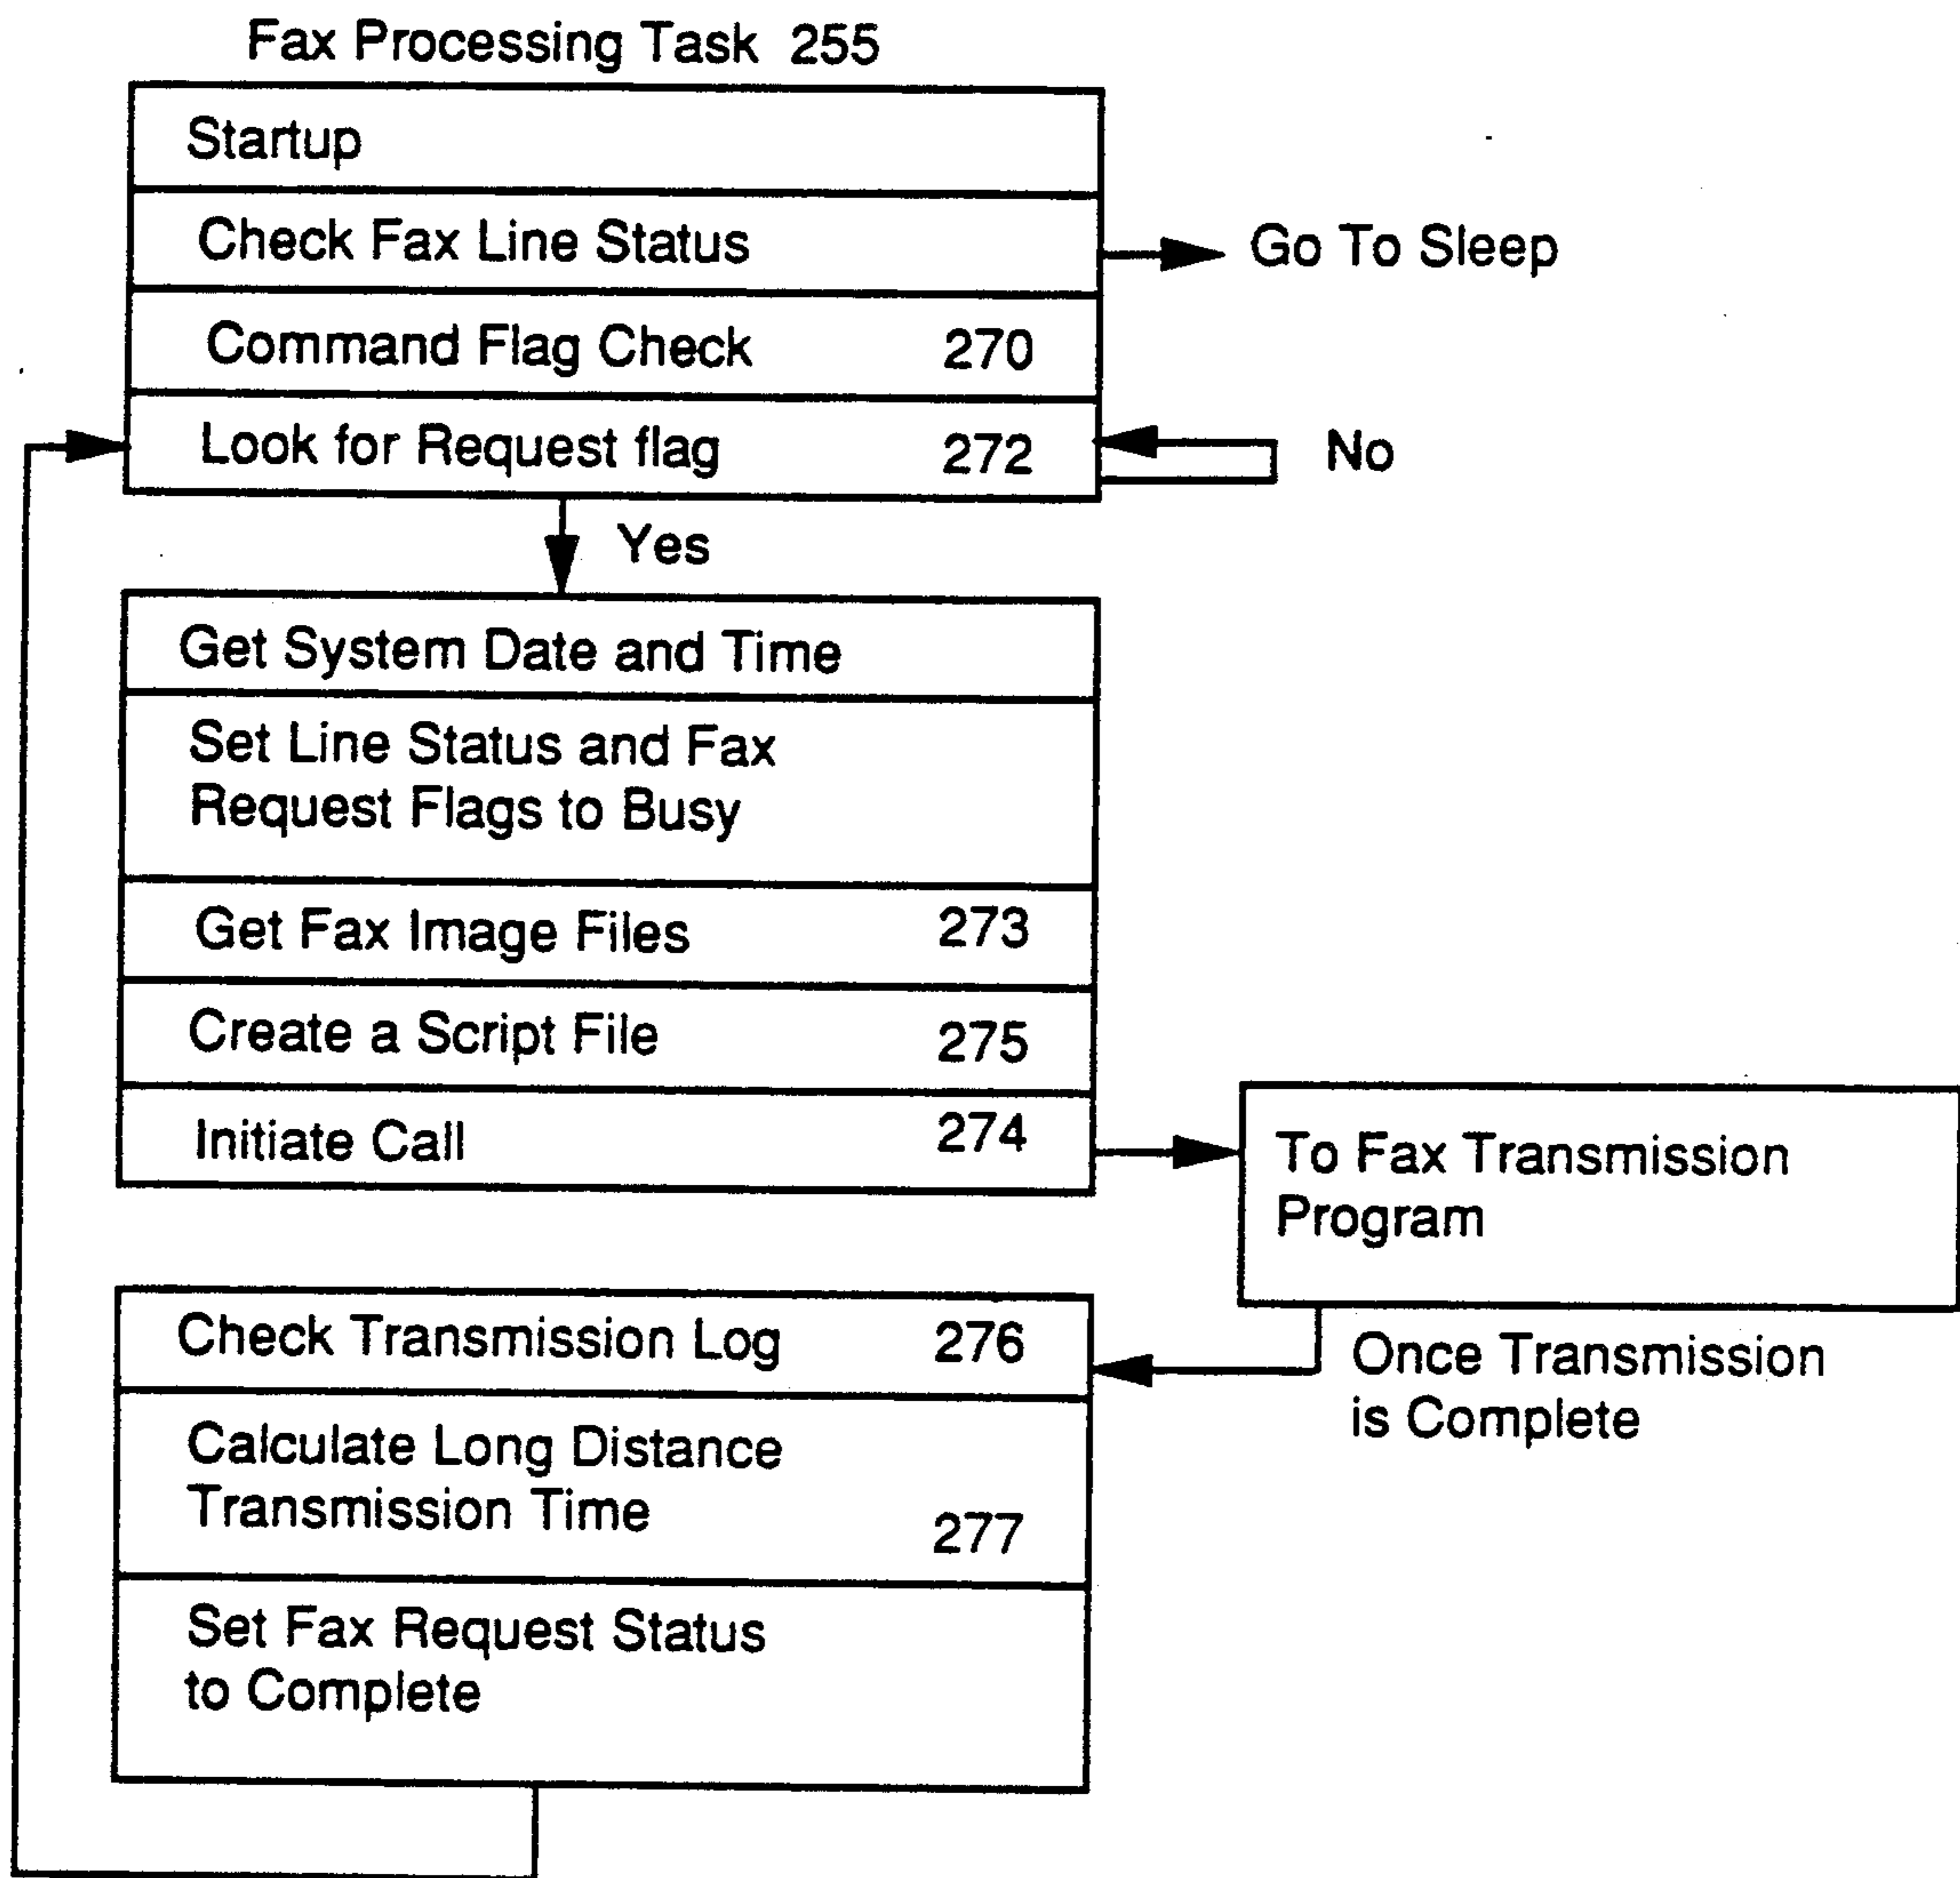 Fax Processing Task 255
Startup
Check Fax Line Status
Go To Sleep
Command Flag Check 270
Look for Request flag 272
No
Yes
Get System Date and Time
Set Line Status and Fax
Request Flags to Busy
Get Fax Image Files 273
Create a Script File 275
Initiate Call 274
To Fax Transmission
Program
Once Transmission
is Complete
Check Transmission Log 276
Calculate Long Distance
Transmission Time 277
Set Fax Request Status
to Complete